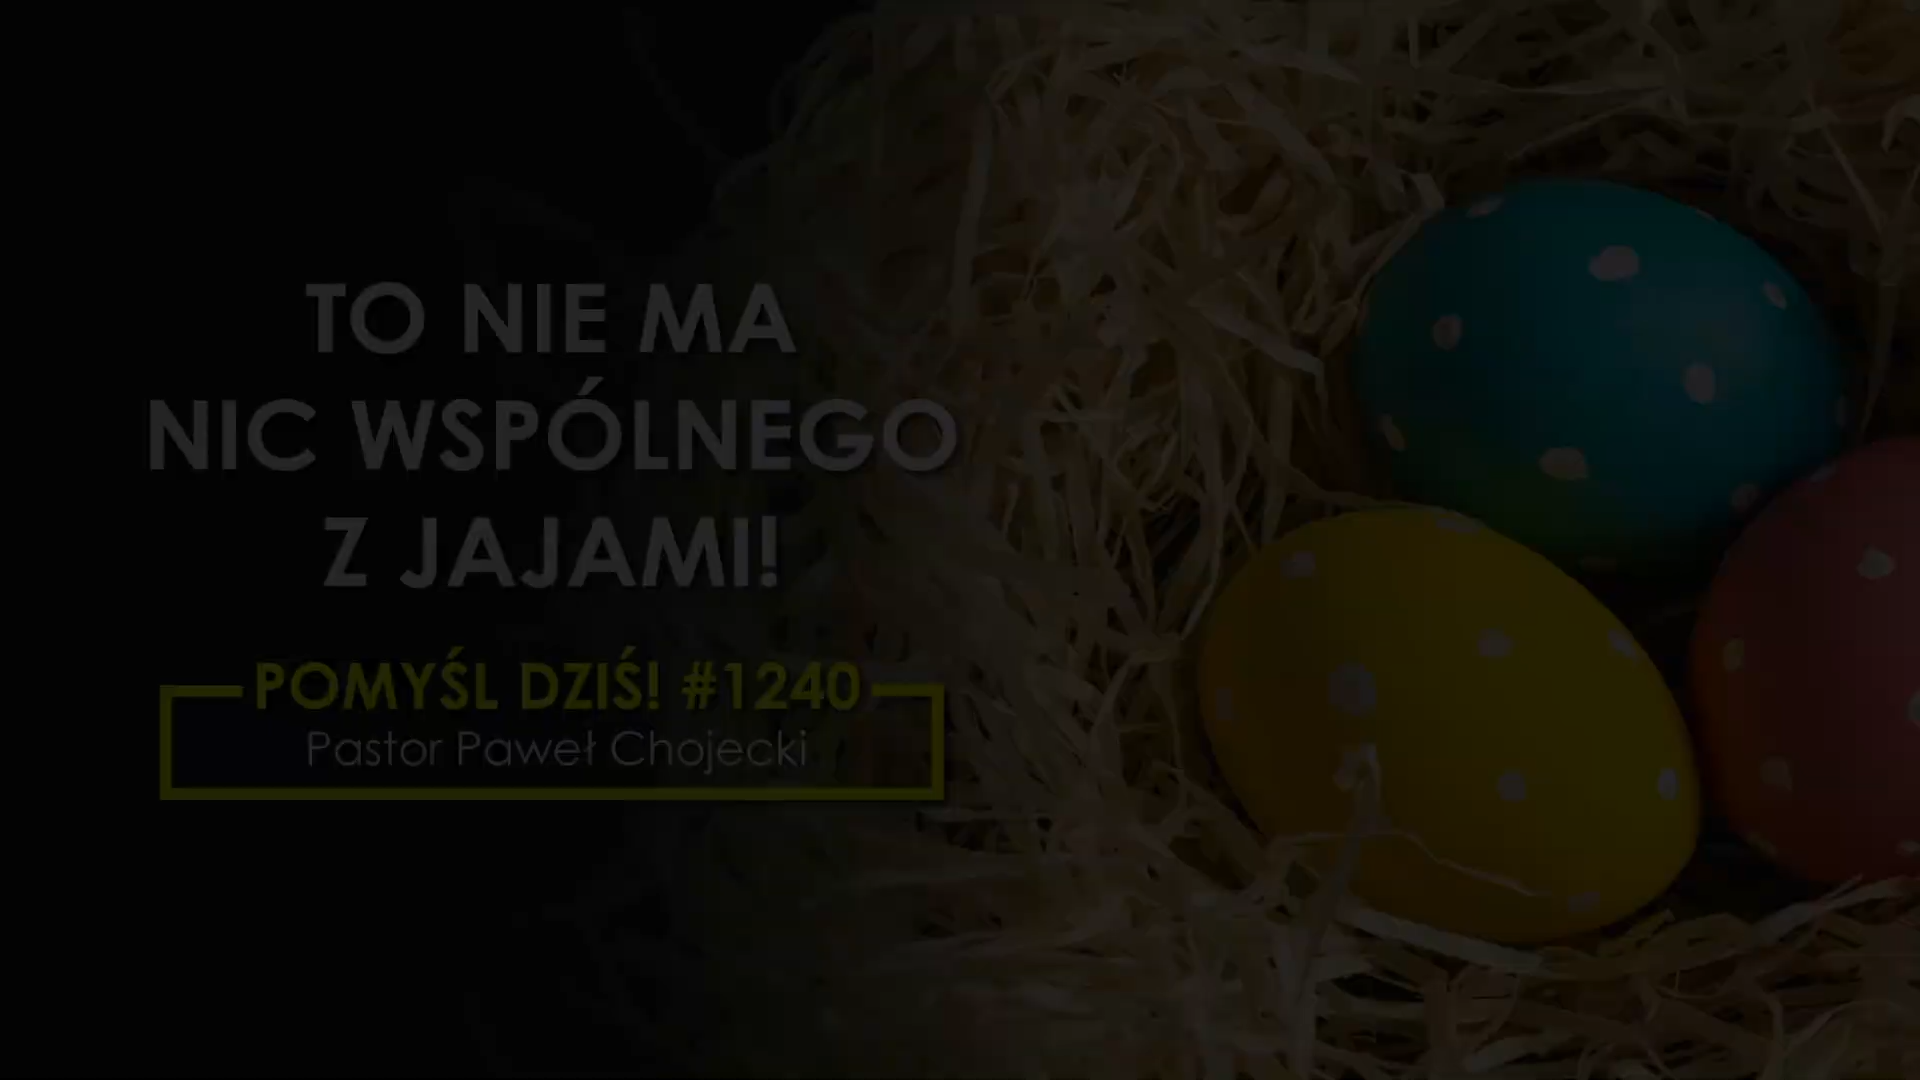 TO NIE MA
NIC WSPÓLNEGO
Z JAJAMI!
POMYŚL DZIŚ! #1240
Pastor Paweł Chojecki